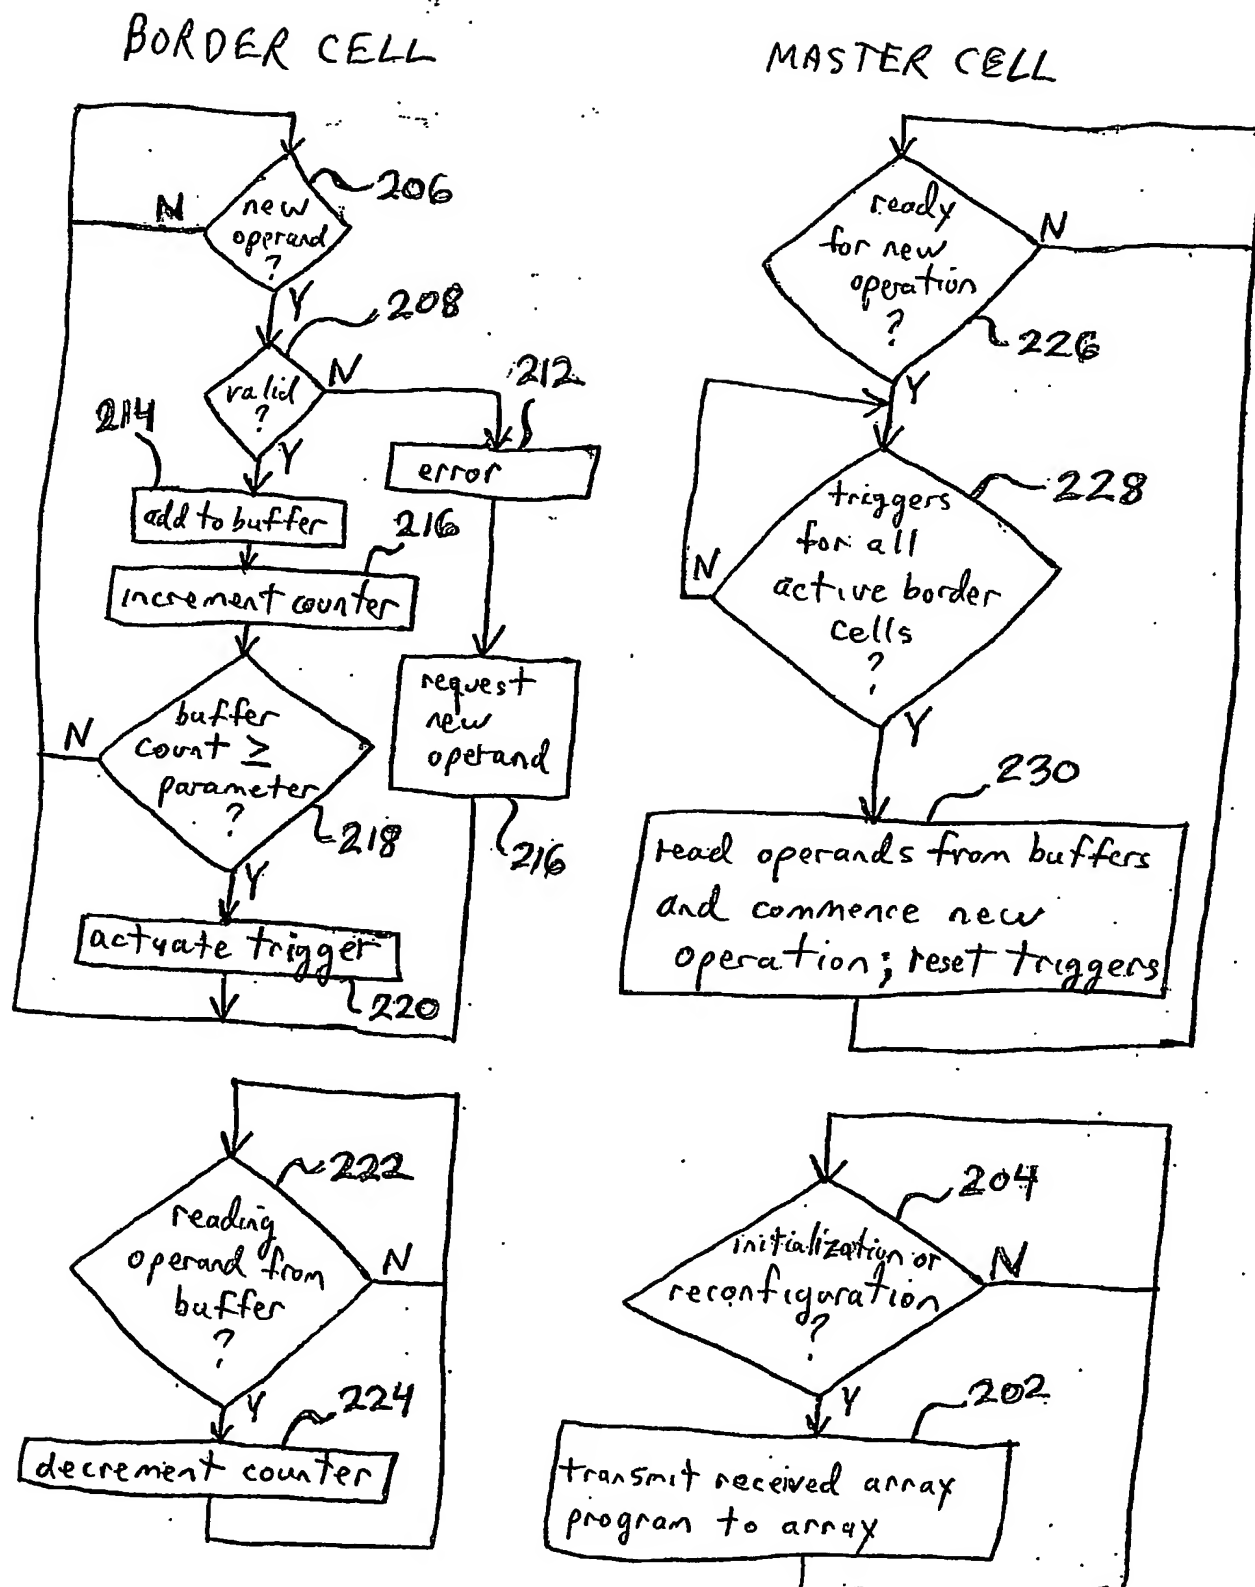 BORDER CELL
206
new
operand
?
N
Y
208
valid
?
N
Y
212
error
214
add to buffer
216
increment counter
buffer
count ≥
parameter
?
N
218
Y
request
new
operand
216
actuate trigger
220
222
reading
operand from
buffer
?
N
Y
224
decrement counter
MASTER CELL
ready
for new
operation
?
N
226
Y
228
triggers
for all
active border
cells
?
N
Y
230
read operands from buffers
and commence new
operation; reset triggers
204
initialization or
reconfiguration
?
N
Y
202
transmit received array
program to array